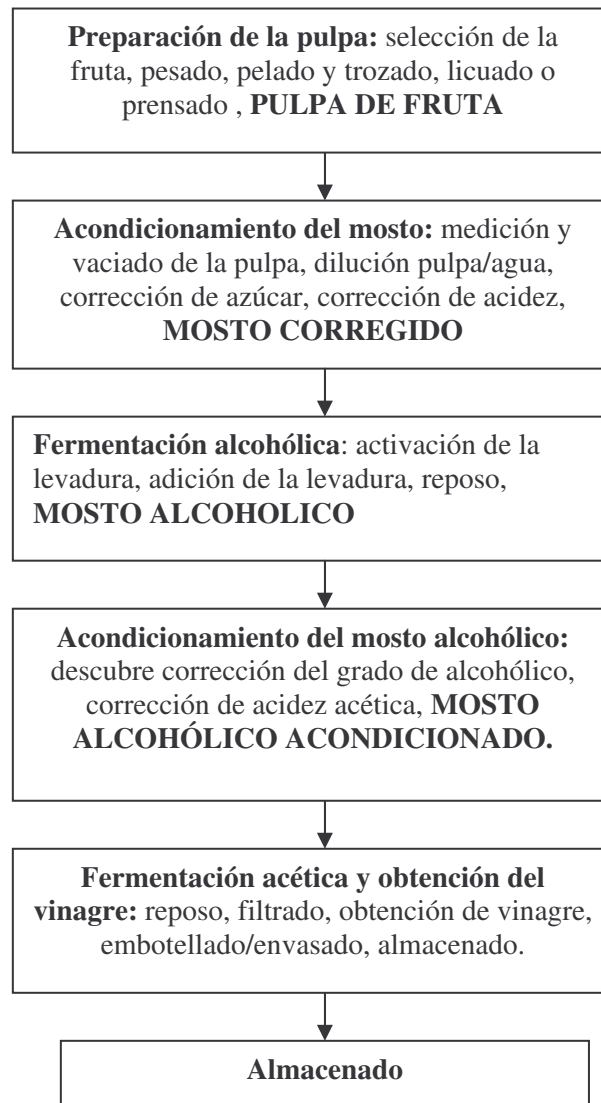 Preparación de la pulpa: selección de la
fruta, pesado, pelado y trozado, licuado o
prensado , PULPA DE FRUTA
Acondicionamiento del mosto: medición y
vaciado de la pulpa, dilución pulpa/agua,
corrección de azúcar, corrección de acidez,
MOSTO CORREGIDO
Fermentación alcohólica: activación de la
levadura, adición de la levadura, reposo,
MOSTO ALCOHOLICO
Acondicionamiento del mosto alcohólico:
descubre corrección del grado de alcohólico,
corrección de acidez acética, MOSTO
ALCOHÓLICO ACONDICIONADO.
Fermentación acética y obtención del
vinagre: reposo, filtrado, obtención de vinagre,
embotellado/envasado, almacenado.
Almacenado